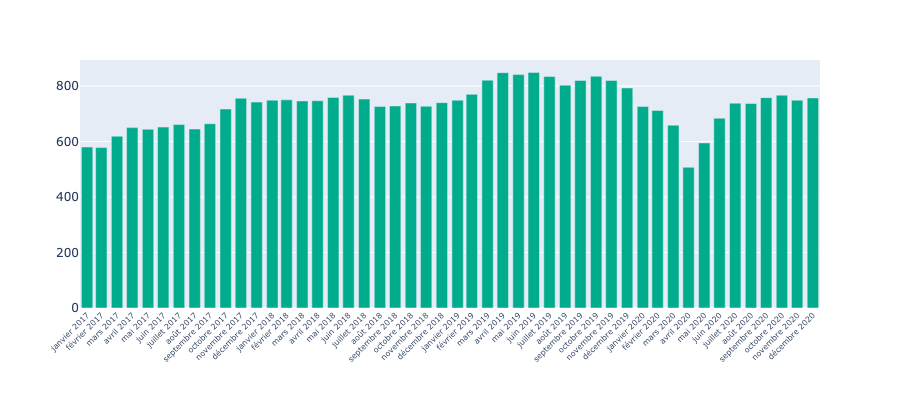 800
600
400
200
0
janvier 2017
février 2017
mars 2017
avril 2017
mai 2017
juin 2017
juillet 2017
août 2017
septembre 2017
octobre 2017
novembre 2017
décembre 2017
janvier 2018
février 2018
mars 2018
avril 2018
mai 2018
juin 2018
juillet 2018
août 2018
septembre 2018
octobre 2018
novembre 2018
décembre 2018
janvier 2019
février 2019
mars 2019
avril 2019
mai 2019
juin 2019
juillet 2019
août 2019
septembre 2019
octobre 2019
novembre 2019
décembre 2019
janvier 2020
février 2020
mars 2020
avril 2020
mai 2020
juin 2020
juillet 2020
août 2020
septembre 2020
octobre 2020
novembre 2020
décembre 2020